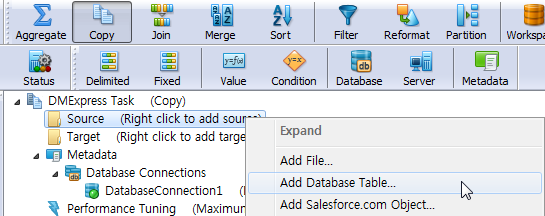 Aggregate Copy Join Merge Sort Filter Reformat Partition Workspa
Status Delimited Fixed Value Condition Database Server Metadata
DMExpress Task (Copy)
Source (Right click to add source)
Target (Right click to add targe
Metadata
Database Connections
DatabaseConnection1
Performance Tuning (Maximum
Expand
Add File...
Add Database Table...
Add Salesforce.com Object...